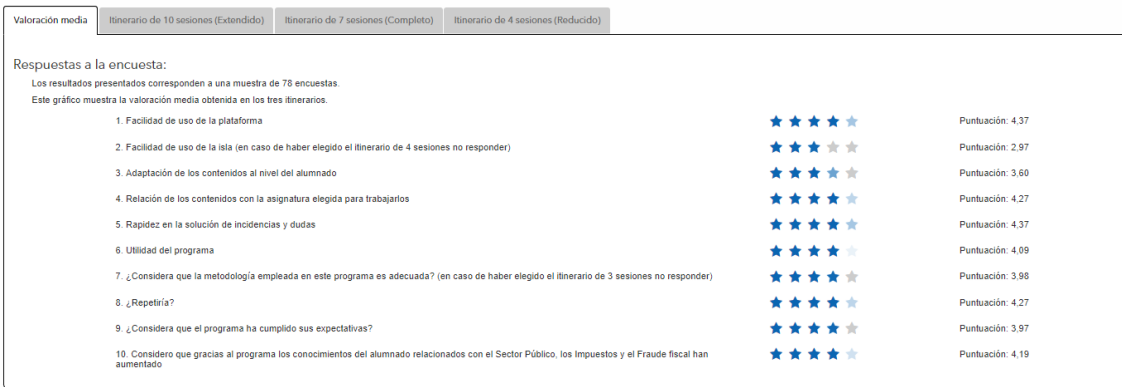 Valoración media Itinerario de 10 sesiones (Extendido) Itinerario de 7 sesiones (Completo) Itinerario de 4 sesiones (Reducido)
Respuestas a la encuesta:
Los resultados presentados corresponden a una muestra de 78 encuestas.
Este gráfico muestra la valoración media obtenida en los tres itinerarios.
1. Facilidad de uso de la plataforma Puntuación: 4,37
2. Facilidad de uso de la isla (en caso de haber elegido el itinerario de 4 sesiones no responder) Puntuación: 2,97
3. Adaptación de los contenidos al nivel del alumnado Puntuación: 3,60
4. Relación de los contenidos con la asignatura elegida para trabajarlos Puntuación: 4,27
5. Rapidez en la solución de incidencias y dudas Puntuación: 4,37
6. Utilidad del programa Puntuación: 4,09
7. ¿Considera que la metodología empleada en este programa es adecuada? (en caso de haber elegido el itinerario de 3 sesiones no responder) Puntuación: 3,98
8. ¿Repetiría? Puntuación: 4,27
9. ¿Considera que el programa ha cumplido sus expectativas? Puntuación: 3,97
10. Considero que gracias al programa los conocimientos del alumnado relacionados con el Sector Público, los Impuestos y el Fraude fiscal han Puntuación: 4,19
aumentado